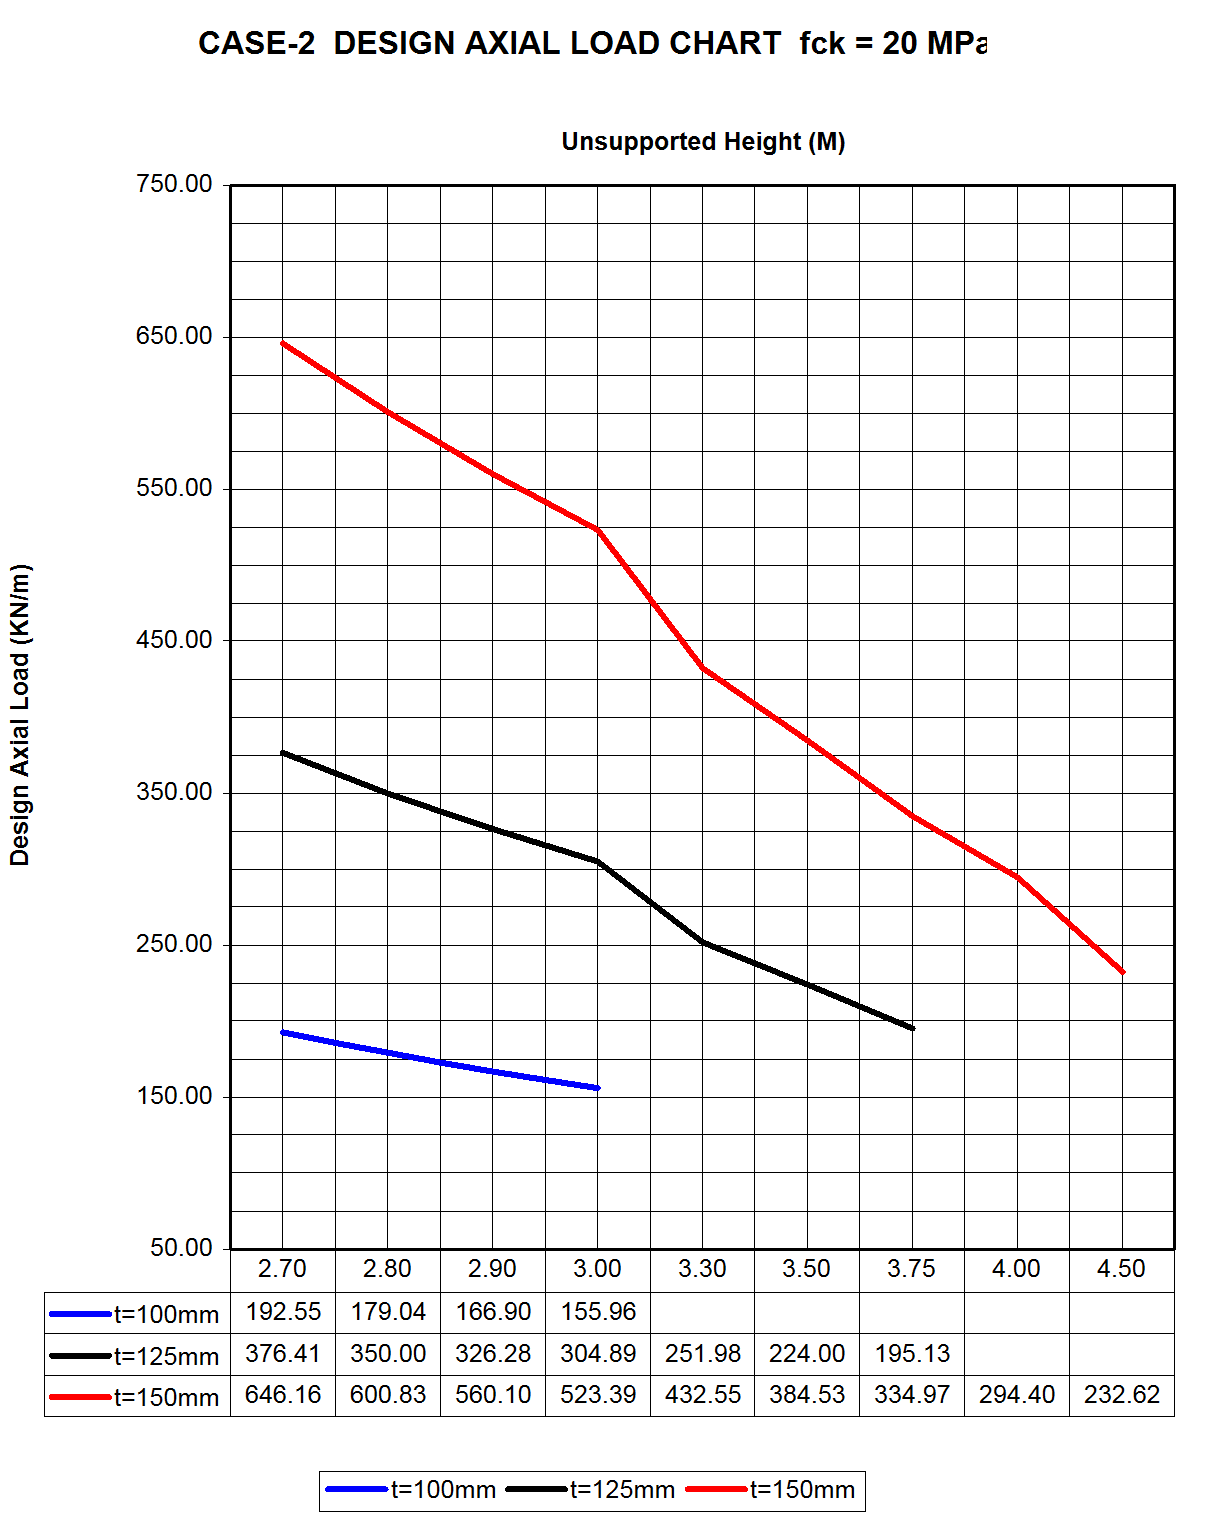 CASE-2 DESIGN AXIAL LOAD CHART fck = 20 MPa
Unsupported Height (M)
750.00
650.00
550.00
450.00
350.00
250.00
150.00
50.00
Design Axial Load (KN/m)
2.70 2.80 2.90 3.00 3.30 3.50 3.75 4.00 4.50
t=100mm 192.55 179.04 166.90 155.96
t=125mm 376.41 350.00 326.28 304.89 251.98 224.00 195.13
t=150mm 646.16 600.83 560.10 523.39 432.55 384.53 334.97 294.40 232.62
t=100mm t=125mm t=150mm